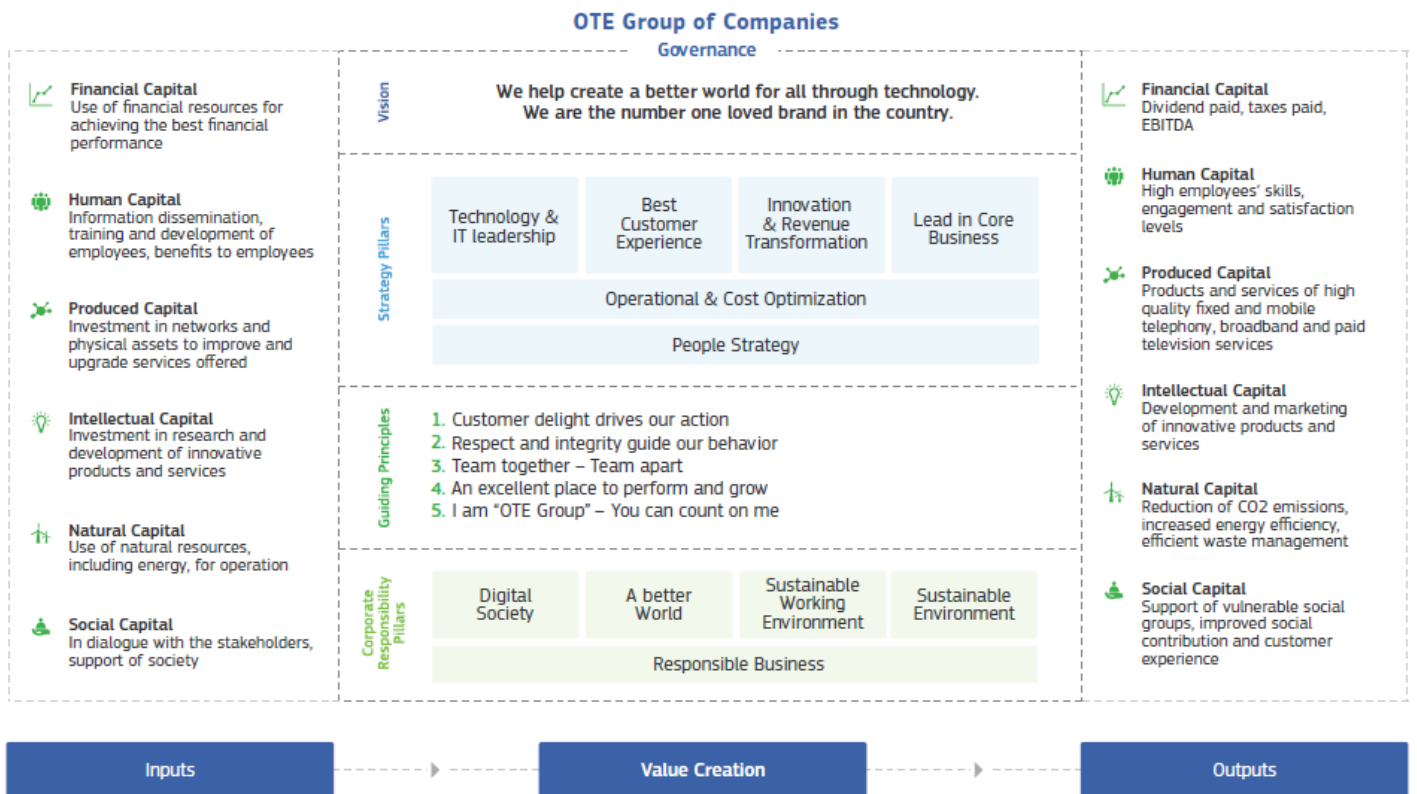 OTE Group of Companies
Governance
Financial Capital
Use of financial resources for
achieving the best financial
performance
Human Capital
Information dissemination,
training and development of
employees, benefits to employees
Produced Capital
Investment in networks and
physical assets to improve and
upgrade services offered
Intellectual Capital
Investment in research and
development of innovative
products and services
Natural Capital
Use of natural resources,
including energy, for operation
Social Capital
In dialogue with the stakeholders,
support of society
Vision
We help create a better world for all through technology.
We are the number one loved brand in the country.
Strategy Pillars
Technology &
IT leadership
Best
Customer
Experience
Innovation
& Revenue
Transformation
Lead in Core
Business
Operational & Cost Optimization
People Strategy
Guiding Principles
1. Customer delight drives our action
2. Respect and integrity guide our behavior
3. Team together – Team apart
4. An excellent place to perform and grow
5. I am “OTE Group” – You can count on me
Corporate
Responsibility
Pillars
Digital
Society
A better
World
Sustainable
Working
Environment
Sustainable
Environment
Responsible Business
Financial Capital
Dividend paid, taxes paid,
EBITDA
Human Capital
High employees’ skills,
engagement and satisfaction
levels
Produced Capital
Products and services of high
quality fixed and mobile
telephony, broadband and paid
television services
Intellectual Capital
Development and marketing
of innovative products and
services
Natural Capital
Reduction of CO2 emissions,
increased energy efficiency,
efficient waste management
Social Capital
Support of vulnerable social
groups, improved social
contribution and customer
experience
Inputs
Value Creation
Outputs